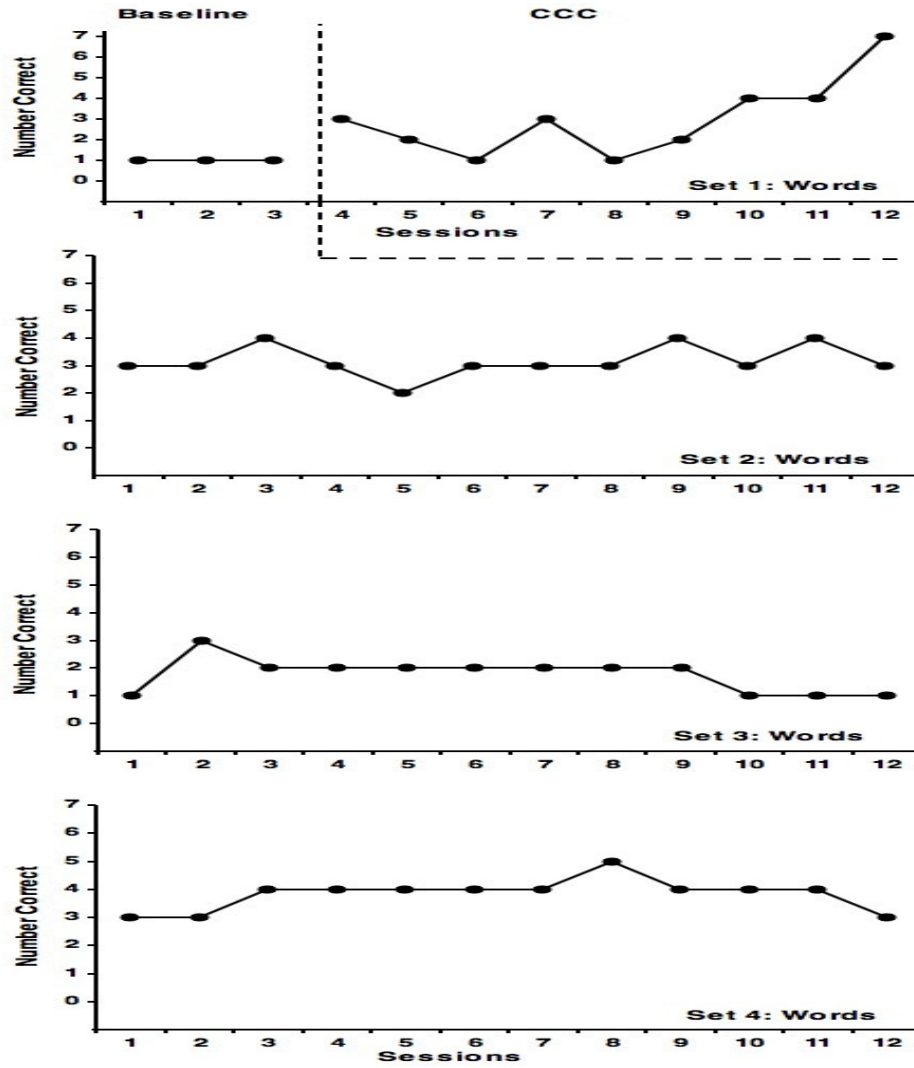 Baseline CCC
Number Correct
7
6
5
4
3
2
1
0
Set 1: Words
1 2 3 4 5 6 7 8 9 10 11 12
Sessions
Number Correct
7
6
5
4
3
2
1
0
Set 2: Words
1 2 3 4 5 6 7 8 9 10 11 12
Number Correct
7
6
5
4
3
2
1
0
Set 3: Words
1 2 3 4 5 6 7 8 9 10 11 12
Number Correct
7
6
5
4
3
2
1
0
Set 4: Words
1 2 3 4 5 6 7 8 9 10 11 12
Sessions